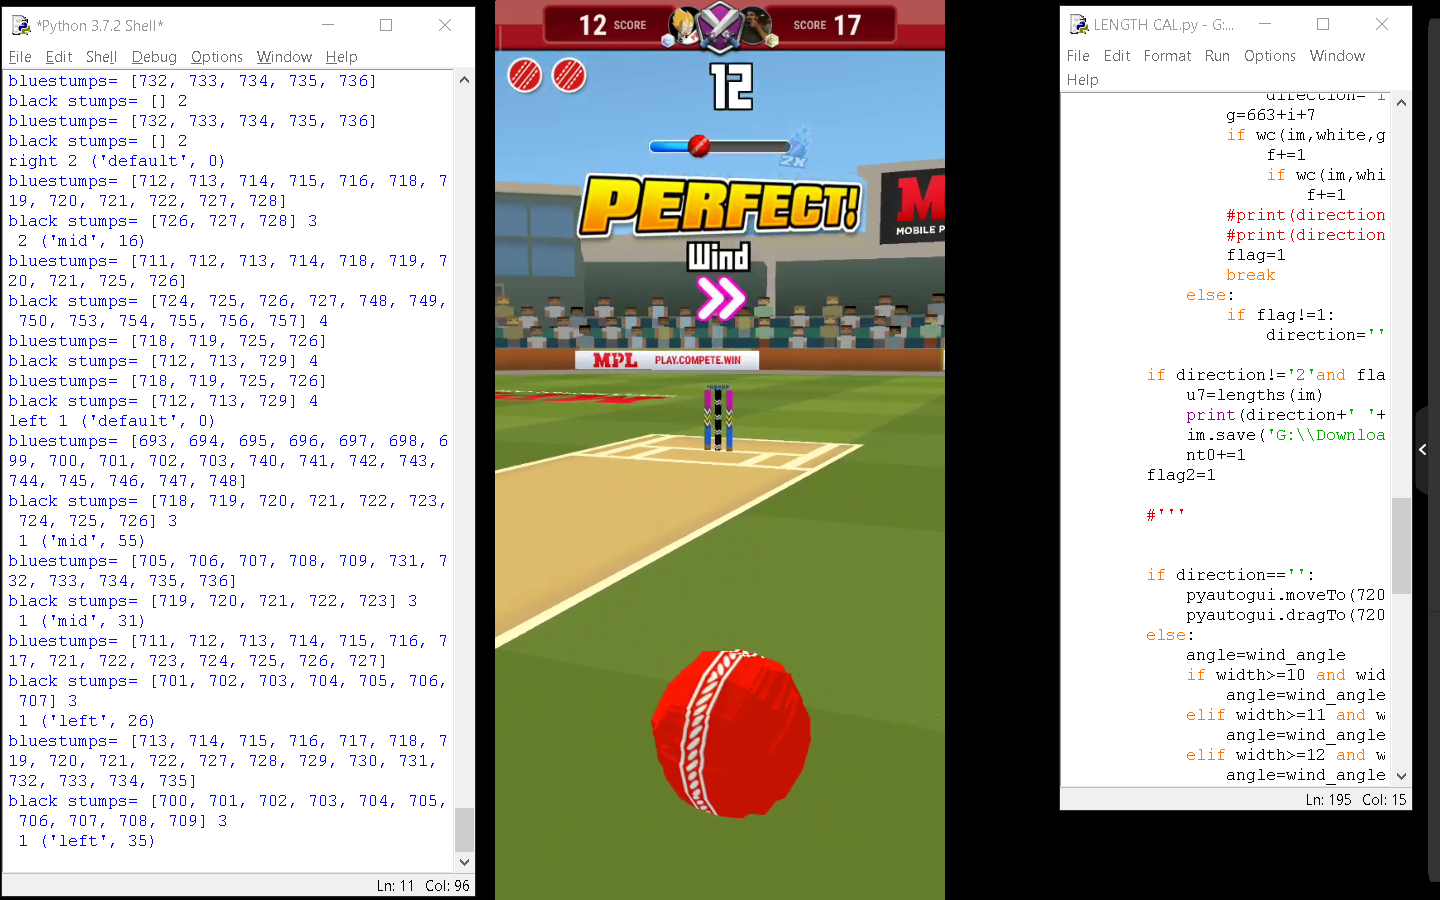 *Python 3.7.2 Shell*
File Edit Shell Debug Options Window Help
bluestumps= [732, 733, 734, 735, 736]
black stumps= [] 2
bluestumps= [732, 733, 734, 735, 736]
black stumps= [] 2
right 2 ('default', 0)
bluestumps= [712, 713, 714, 715, 716, 718, 7
19, 720, 721, 722, 727, 728]
black stumps= [726, 727, 728] 3
2 ('mid', 16)
bluestumps= [711, 712, 713, 714, 718, 719, 7
20, 721, 725, 726]
black stumps= [724, 725, 726, 727, 748, 749,
750, 753, 754, 755, 756, 757] 4
bluestumps= [718, 719, 725, 726]
black stumps= [712, 713, 729] 4
bluestumps= [718, 719, 725, 726]
black stumps= [712, 713, 729] 4
left 1 ('default', 0)
bluestumps= [693, 694, 695, 696, 697, 698, 6
99, 700, 701, 702, 703, 740, 741, 742, 743,
744, 745, 746, 747, 748]
black stumps= [718, 719, 720, 721, 722, 723,
724, 725, 726] 3
1 ('mid', 55)
bluestumps= [705, 706, 707, 708, 709, 731, 7
32, 733, 734, 735, 736]
black stumps= [719, 720, 721, 722, 723] 3
1 ('mid', 31)
bluestumps= [711, 712, 713, 714, 715, 716, 7
17, 721, 722, 723, 724, 725, 726, 727]
black stumps= [701, 702, 703, 704, 705, 706,
707] 3
1 ('left', 26)
bluestumps= [713, 714, 715, 716, 717, 718, 7
19, 720, 721, 722, 727, 728, 729, 730, 731,
732, 733, 734, 735]
black stumps= [700, 701, 702, 703, 704, 705,
706, 707, 708, 709] 3
1 ('left', 35)
Ln: 11 Col: 96
12 SCORE SCORE 17
12
2X
PERFECT!
M
MOBILE P
Wind
MPL PLAY.COMPETE.WIN
LENGTH CAL.py - G:...
File Edit Format Run Options Window
Help
direction='i
g=663+i+7
if wc(im,white,g
f+=1
if wc(im,whi
f+=1
#print(direction
#print(direction
flag=1
break
else:
if flag!=1:
direction=''
if direction!='2'and fla
u7=lengths(im)
print(direction+' '+
im.save('G:\\Downloa
nt0+=1
flag2=1
#'''
if direction=='':
pyautogui.moveTo(720
pyautogui.dragTo(720
else:
angle=wind_angle
if width>=10 and wid
angle=wind_angle
elif width>=11 and w
angle=wind_angle
elif width>=12 and w
angle=wind_angle
Ln: 195 Col: 15